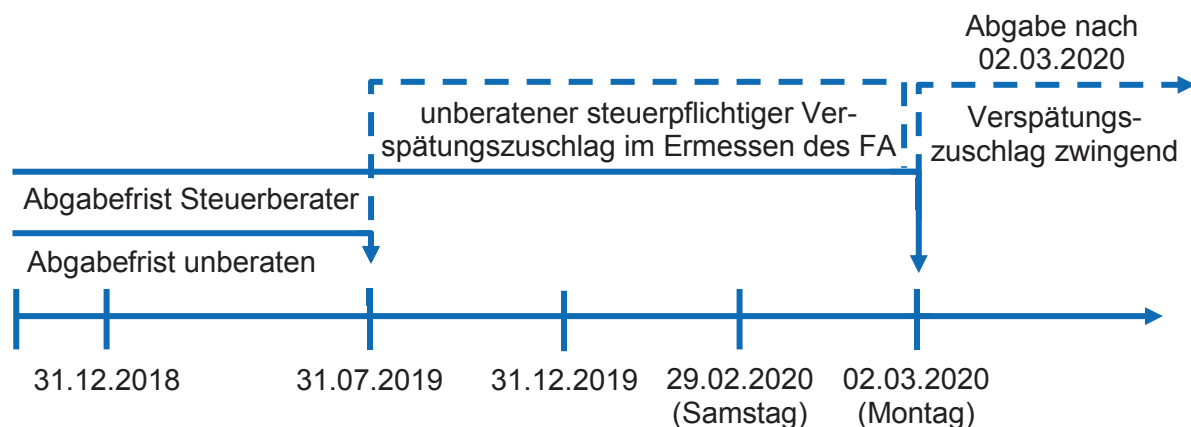 Abgabe nach
02.03.2020
unberatener steuerpflichtiger Ver-
spätungszuschlag im Ermessen des FA
Verspätungs-
zuschlag zwingend
Abgabefrist Steuerberater
Abgabefrist unberaten
31.12.2018
31.07.2019
31.12.2019
29.02.2020
(Samstag)
02.03.2020
(Montag)